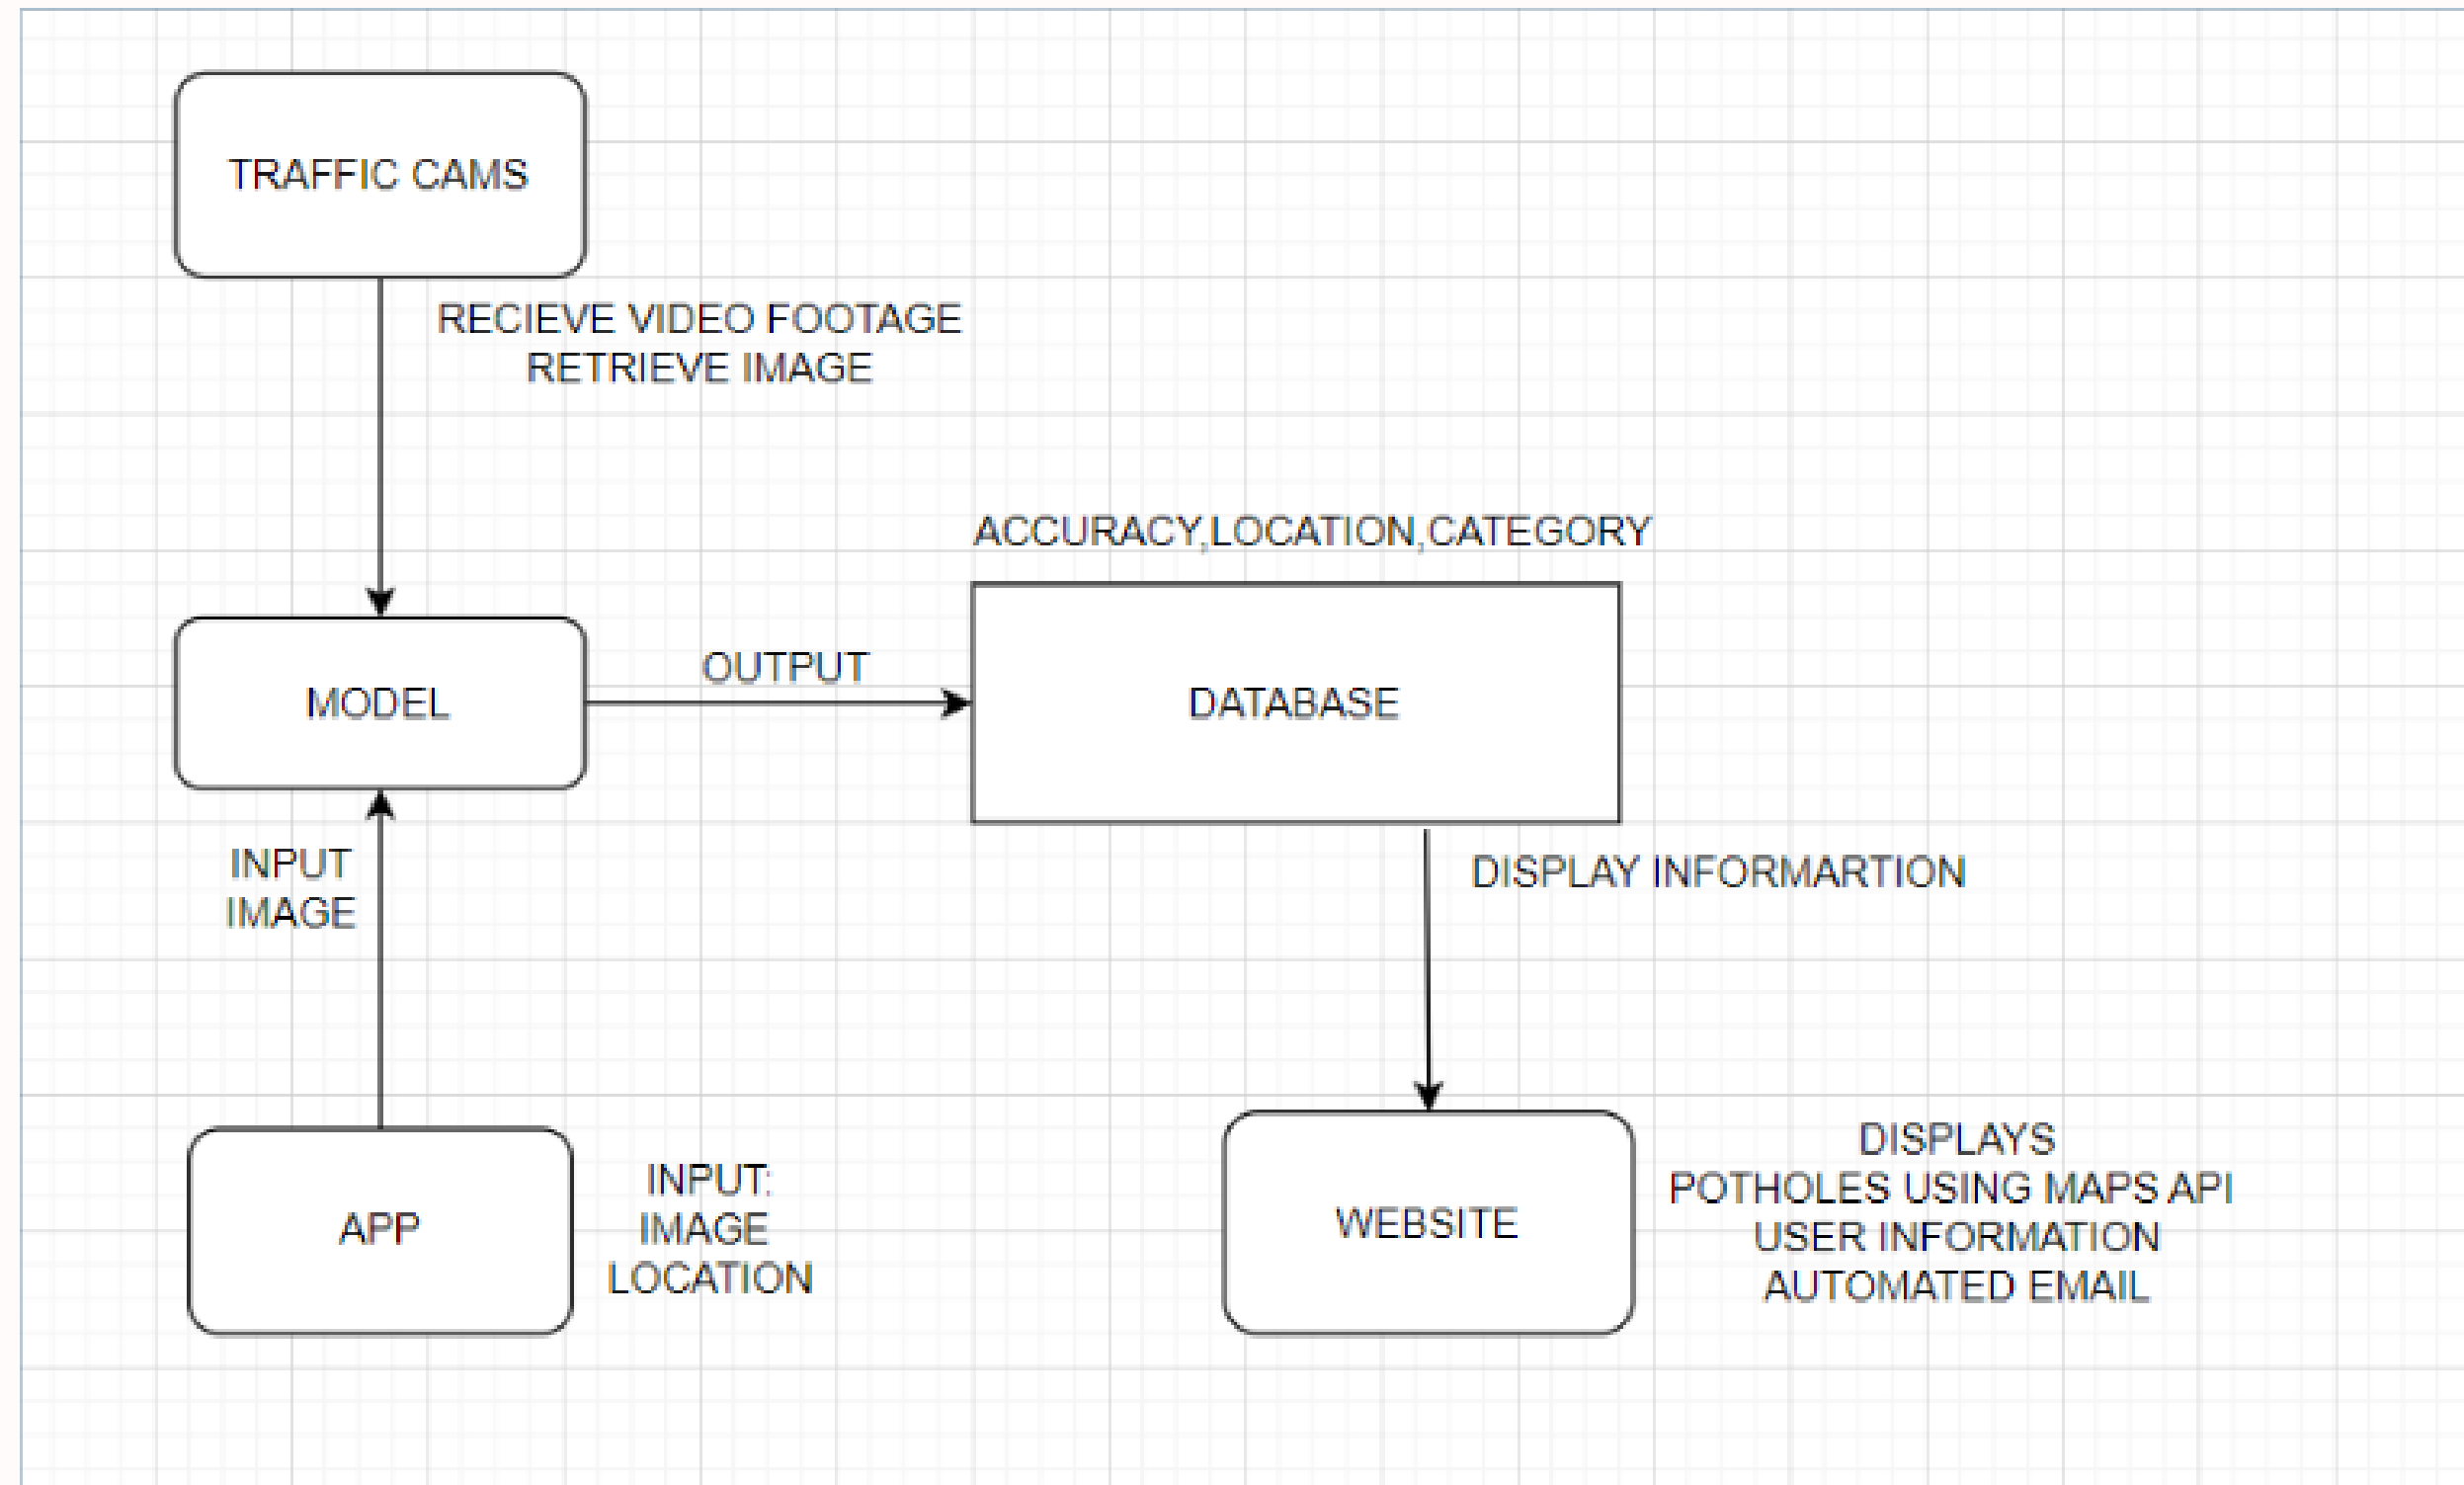 TRAFFIC CAMS
RECIEVE VIDEO FOOTAGE
RETRIEVE IMAGE
ACCURACY,LOCATION,CATEGORY
MODEL
OUTPUT
DATABASE
INPUT
IMAGE
DISPLAY INFORMARTION
APP
INPUT:
IMAGE
LOCATION
WEBSITE
DISPLAYS
POTHOLES USING MAPS API
USER INFORMATION
AUTOMATED EMAIL